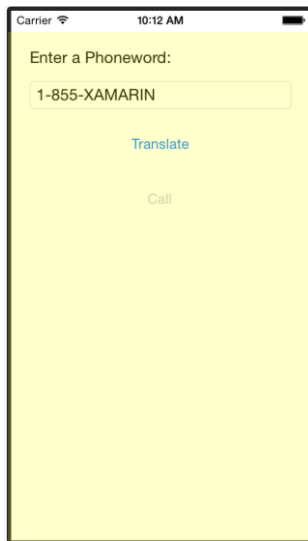 Carrier 10:12 AM
Enter a Phoneword:
1-855-XAMARIN
Translate
Call